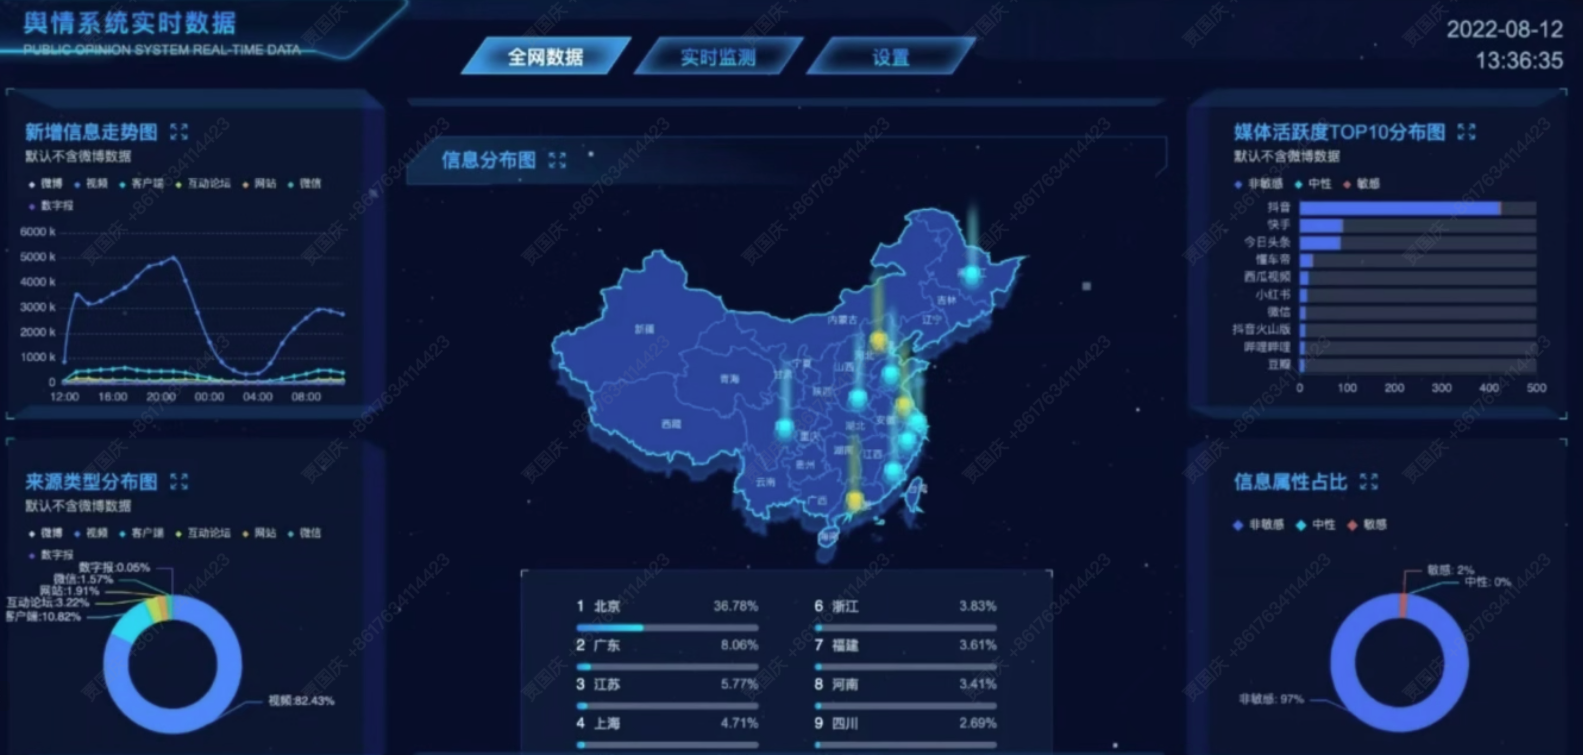 舆情系统实时数据
PUBLIC OPINION SYSTEM REAL-TIME DATA
全网数据
实时监测
设置
2022-08-12
13:36:35
新增信息走势图
默认不含微博数据
微博 视频 客户端 互动论坛 网站 微信
数字报
6000 k
5000 k
4000 k
3000 k
2000 k
1000 k
0
12:00 16:00 20:00 00:00 04:00 08:00
来源类型分布图
默认不含微博数据
微博 视频 客户端 互动论坛 网站 微信
数字报
数字报:0.05%
微信:1.57%
网站:1.91%
互动论坛:3.22%
客户端:10.82%
视频:82.43%
信息分布图
吉林
辽宁
内蒙古
新疆
河北
宁夏
山西
甘肃
青海
陕西
西藏
安徽
湖北
重庆
湖南
江西
贵州
云南
台湾
广西
海南
1 北京 36.78%
2 广东 8.06%
3 江苏 5.77%
4 上海 4.71%
6 浙江 3.83%
7 福建 3.61%
8 河南 3.41%
9 四川 2.69%
媒体活跃度TOP10分布图
默认不含微博数据
非敏感 中性 敏感
抖音
快手
今日头条
懂车帝
西瓜视频
小红书
微信
抖音火山版
哔哩哔哩
豆瓣
0 100 200 300 400 500
信息属性占比
非敏感 中性 敏感
敏感: 2%
中性: 0%
非敏感: 97%
贾国庆 +8617634114423